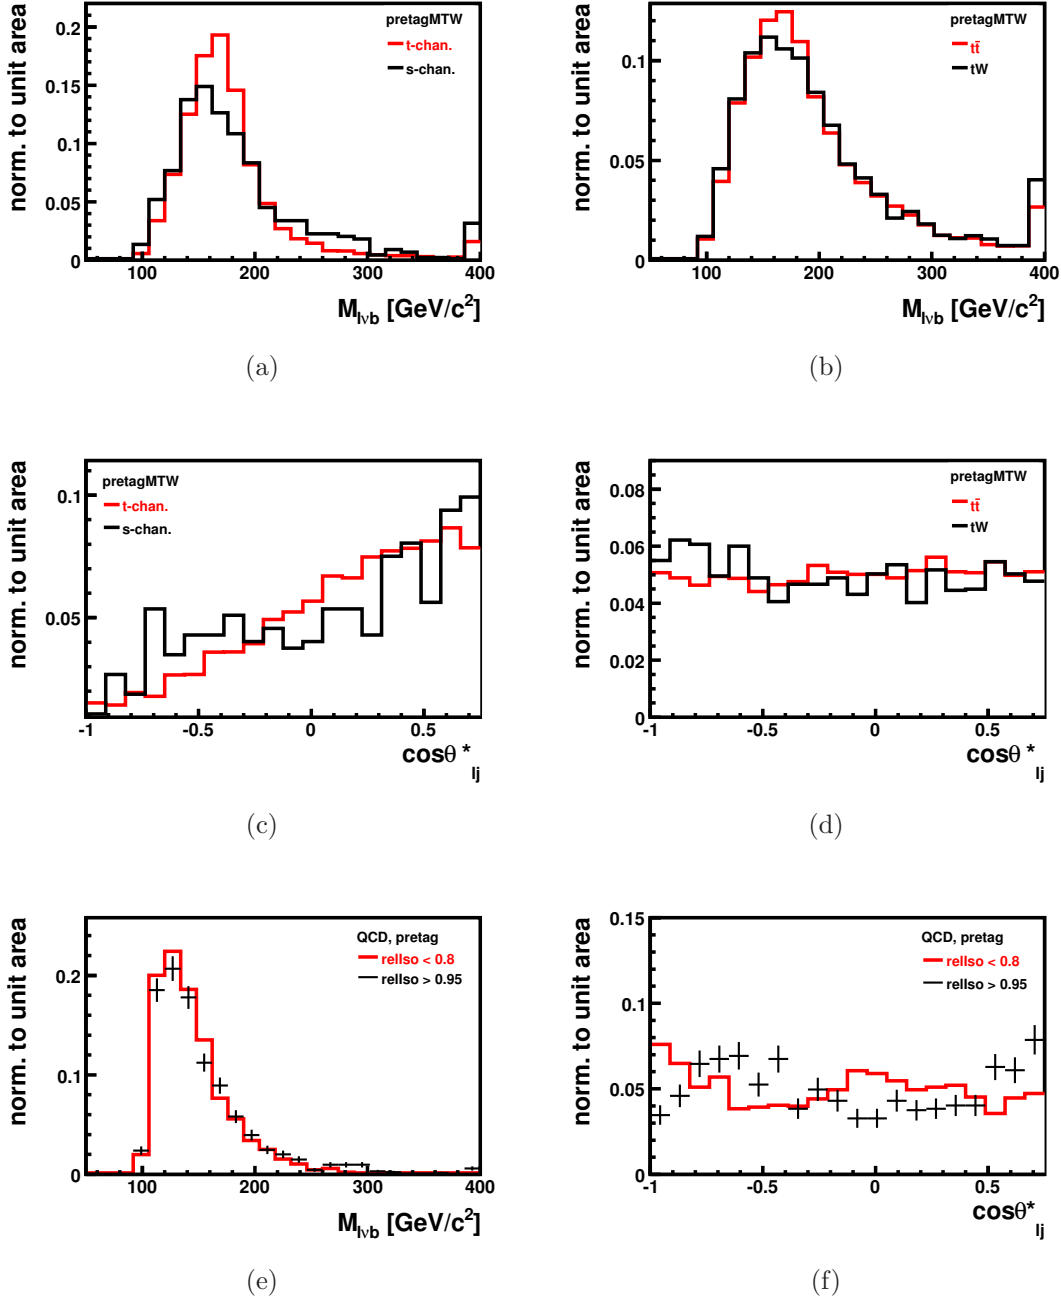 norm. to unit area
0.2
0.15
0.1
0.05
0
pretagMTW
t-chan.
s-chan.
100 200 300 400
M_lνb [GeV/c²]
(a)
norm. to unit area
0.1
0.05
0
pretagMTW
tt̄
tW
100 200 300 400
M_lνb [GeV/c²]
(b)
norm. to unit area
0.1
0.05
pretagMTW
t-chan.
s-chan.
-1 -0.5 0 0.5
cosθ*_lj
(c)
norm. to unit area
0.08
0.06
0.04
0.02
0
pretagMTW
tt̄
tW
-1 -0.5 0 0.5
cosθ*_lj
(d)
norm. to unit area
0.2
0.1
0
QCD, pretag
relIso < 0.8
relIso > 0.95
100 200 300 400
M_lνb [GeV/c²]
(e)
norm. to unit area
0.15
0.1
0.05
0
QCD, pretag
relIso < 0.8
relIso > 0.95
-1 -0.5 0 0.5
cosθ*_lj
(f)